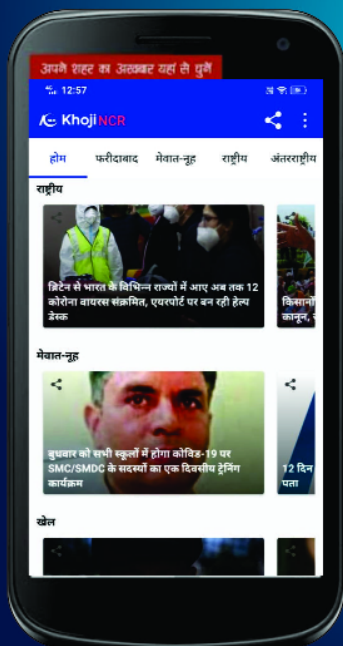 अपने शहर का अख़बार यहां से चुनें
12:57
Khoji NCR
होम फरीदाबाद मेवात-नूह राष्ट्रीय अंतरराष्ट्रीय
राष्ट्रीय
ब्रिटेन से भारत के विभिन्न राज्यों में आए अब तक 12
कोरोना वायरस संक्रमित, एयरपोर्ट पर बन रही हेल्प
डेस्क
किसानों
कानून,
मेवात-नूह
बुधवार को सभी स्कूलों में होगा कोविड-19 पर
SMC/SMDC के सदस्यों का एक दिवसीय ट्रेनिंग
कार्यक्रम
12 दिन
पता
खेल